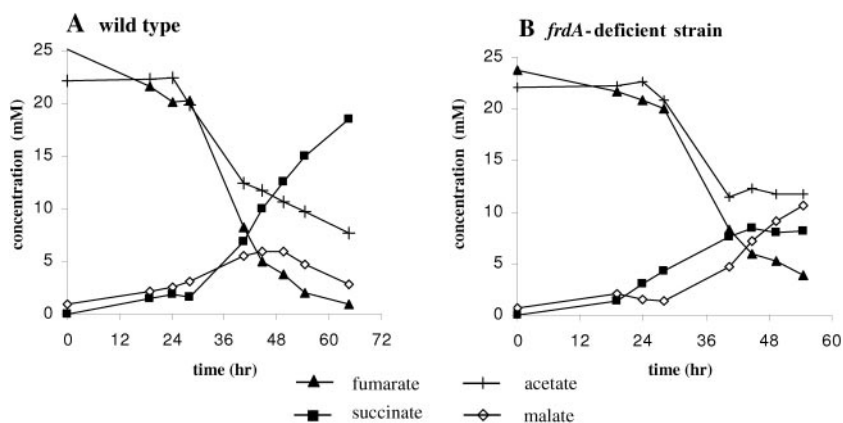 A wild type
B frdA-deficient strain
concentration (mM)
25
20
15
10
5
0
0 12 24 36 48 60 72
time (hr)
concentration (mM)
25
20
15
10
5
0
0 12 24 36 48 60
time (hr)
fumarate
acetate
succinate
malate